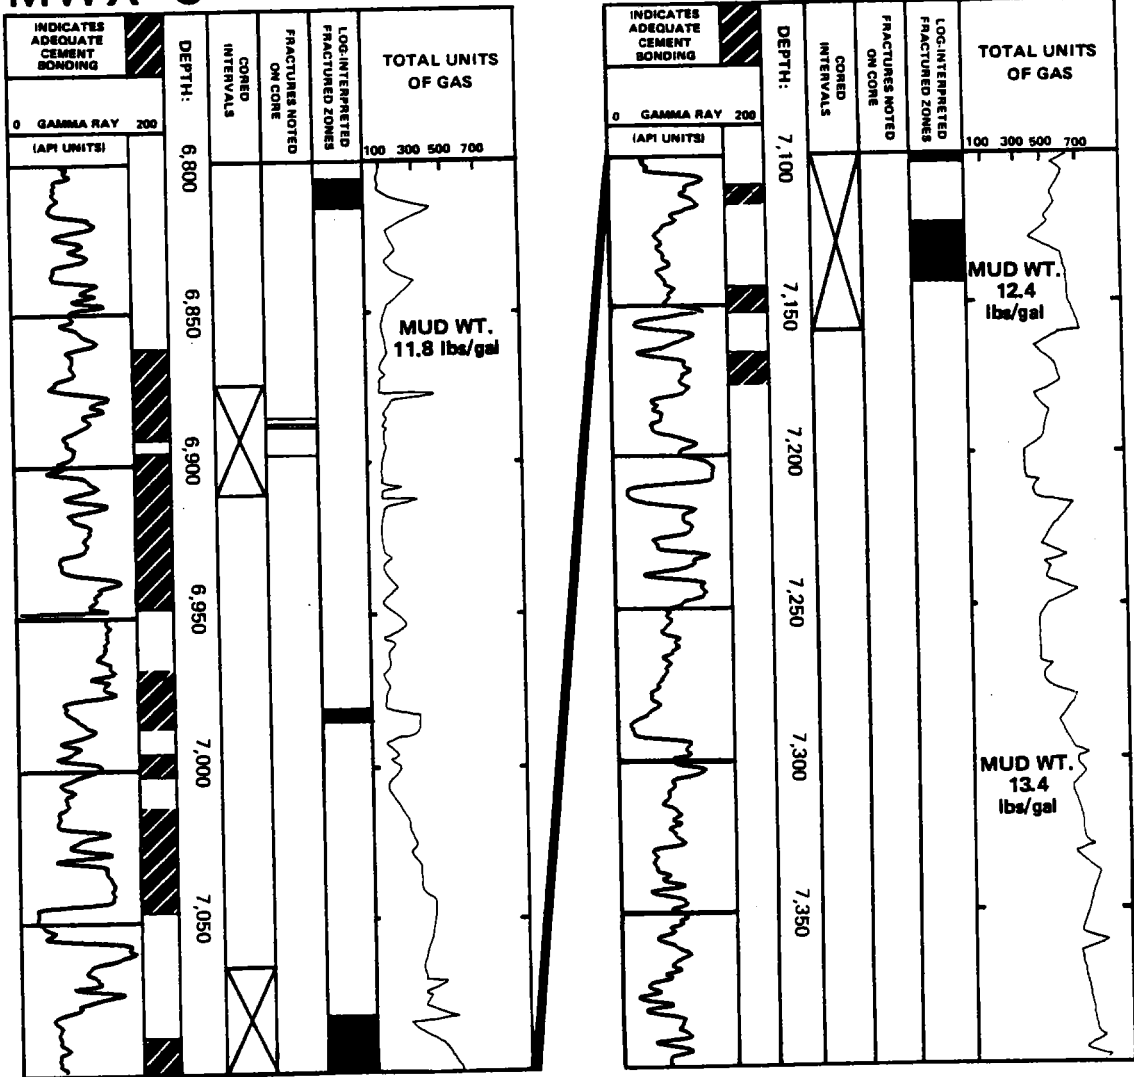 INDICATES
ADEQUATE
CEMENT
BONDING
0 GAMMA RAY 200
(API UNITS)
DEPTH:
CORED
INTERVALS
FRACTURES NOTED
ON CORE
LOG-INTERPRETED
FRACTURED ZONES
TOTAL UNITS
OF GAS
100 300 500 700
6,800
6,850
6,900
6,950
7,000
7,050
MUD WT.
11.8 lbs/gal
INDICATES
ADEQUATE
CEMENT
BONDING
0 GAMMA RAY 200
(API UNITS)
DEPTH:
CORED
INTERVALS
FRACTURES NOTED
ON CORE
LOG-INTERPRETED
FRACTURED ZONES
TOTAL UNITS
OF GAS
100 300 500 700
7,100
7,150
7,200
7,250
7,300
7,350
MUD WT.
12.4
lbs/gal
MUD WT.
13.4
lbs/gal